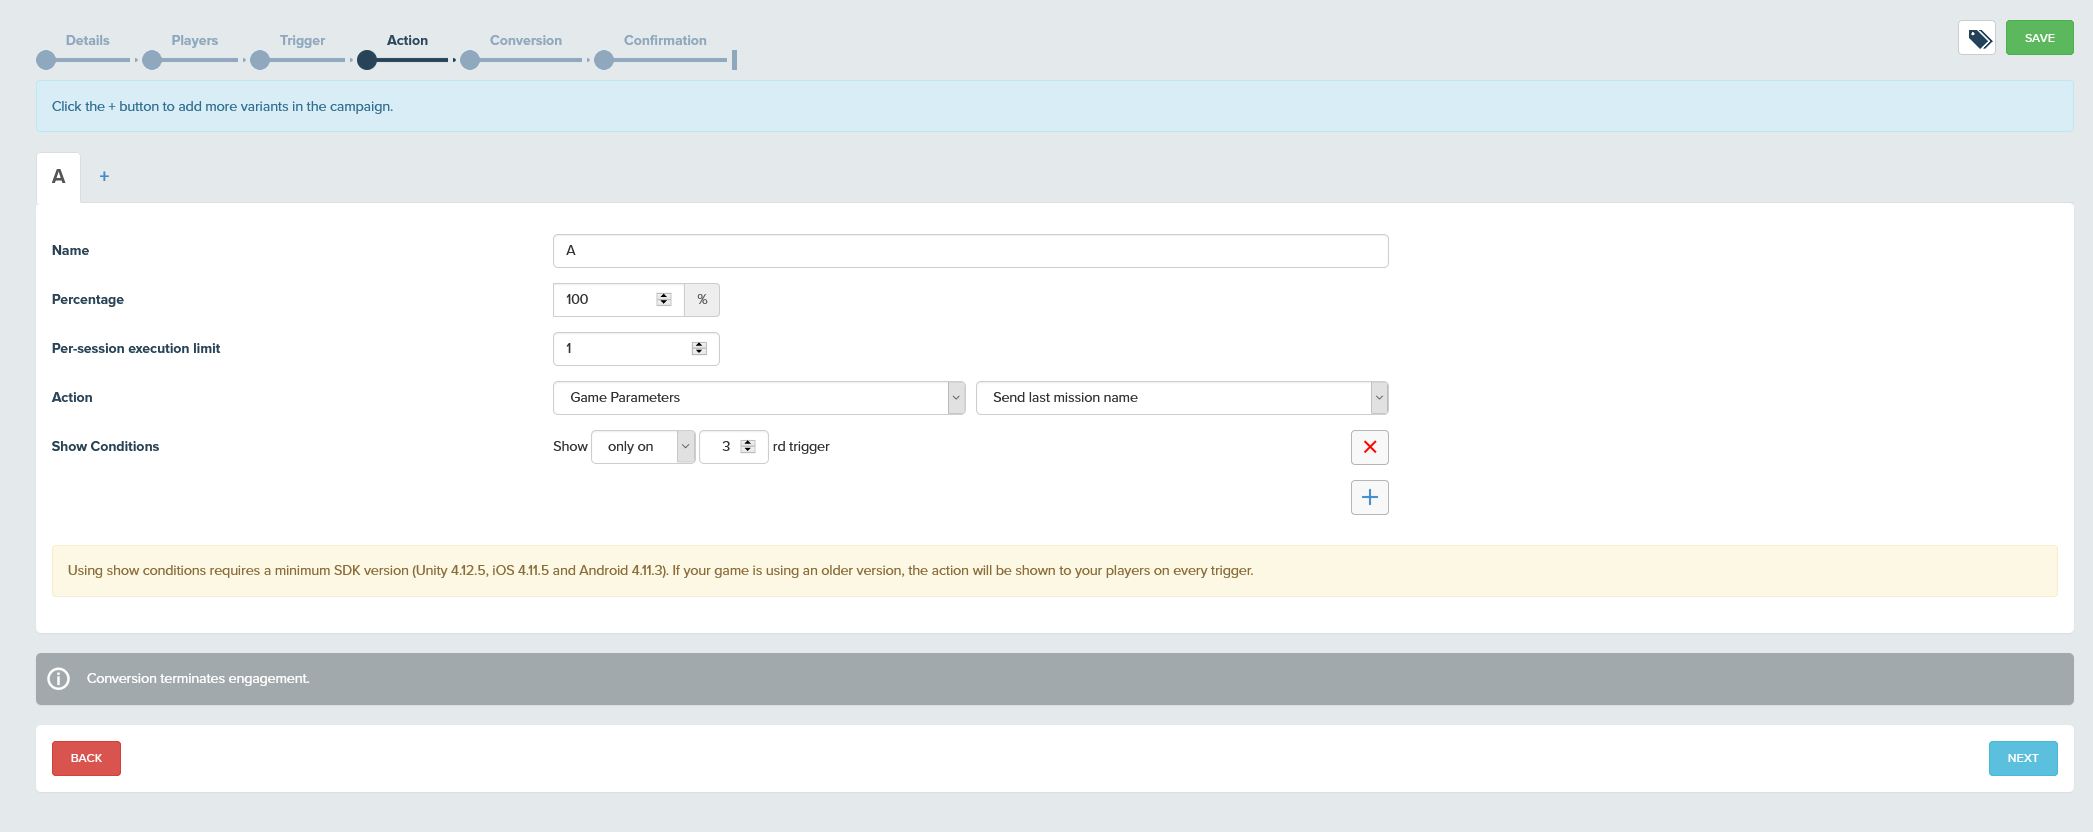 Details
Players
Trigger
Action
Conversion
Confirmation
SAVE
Click the + button to add more variants in the campaign.
A +
Name A
Percentage 100 %
Per-session execution limit 1
Action Game Parameters Send last mission name
Show Conditions Show only on 3 rd trigger
Using show conditions requires a minimum SDK version (Unity 4.12.5, iOS 4.11.5 and Android 4.11.3). If your game is using an older version, the action will be shown to your players on every trigger.
Conversion terminates engagement.
BACK
NEXT